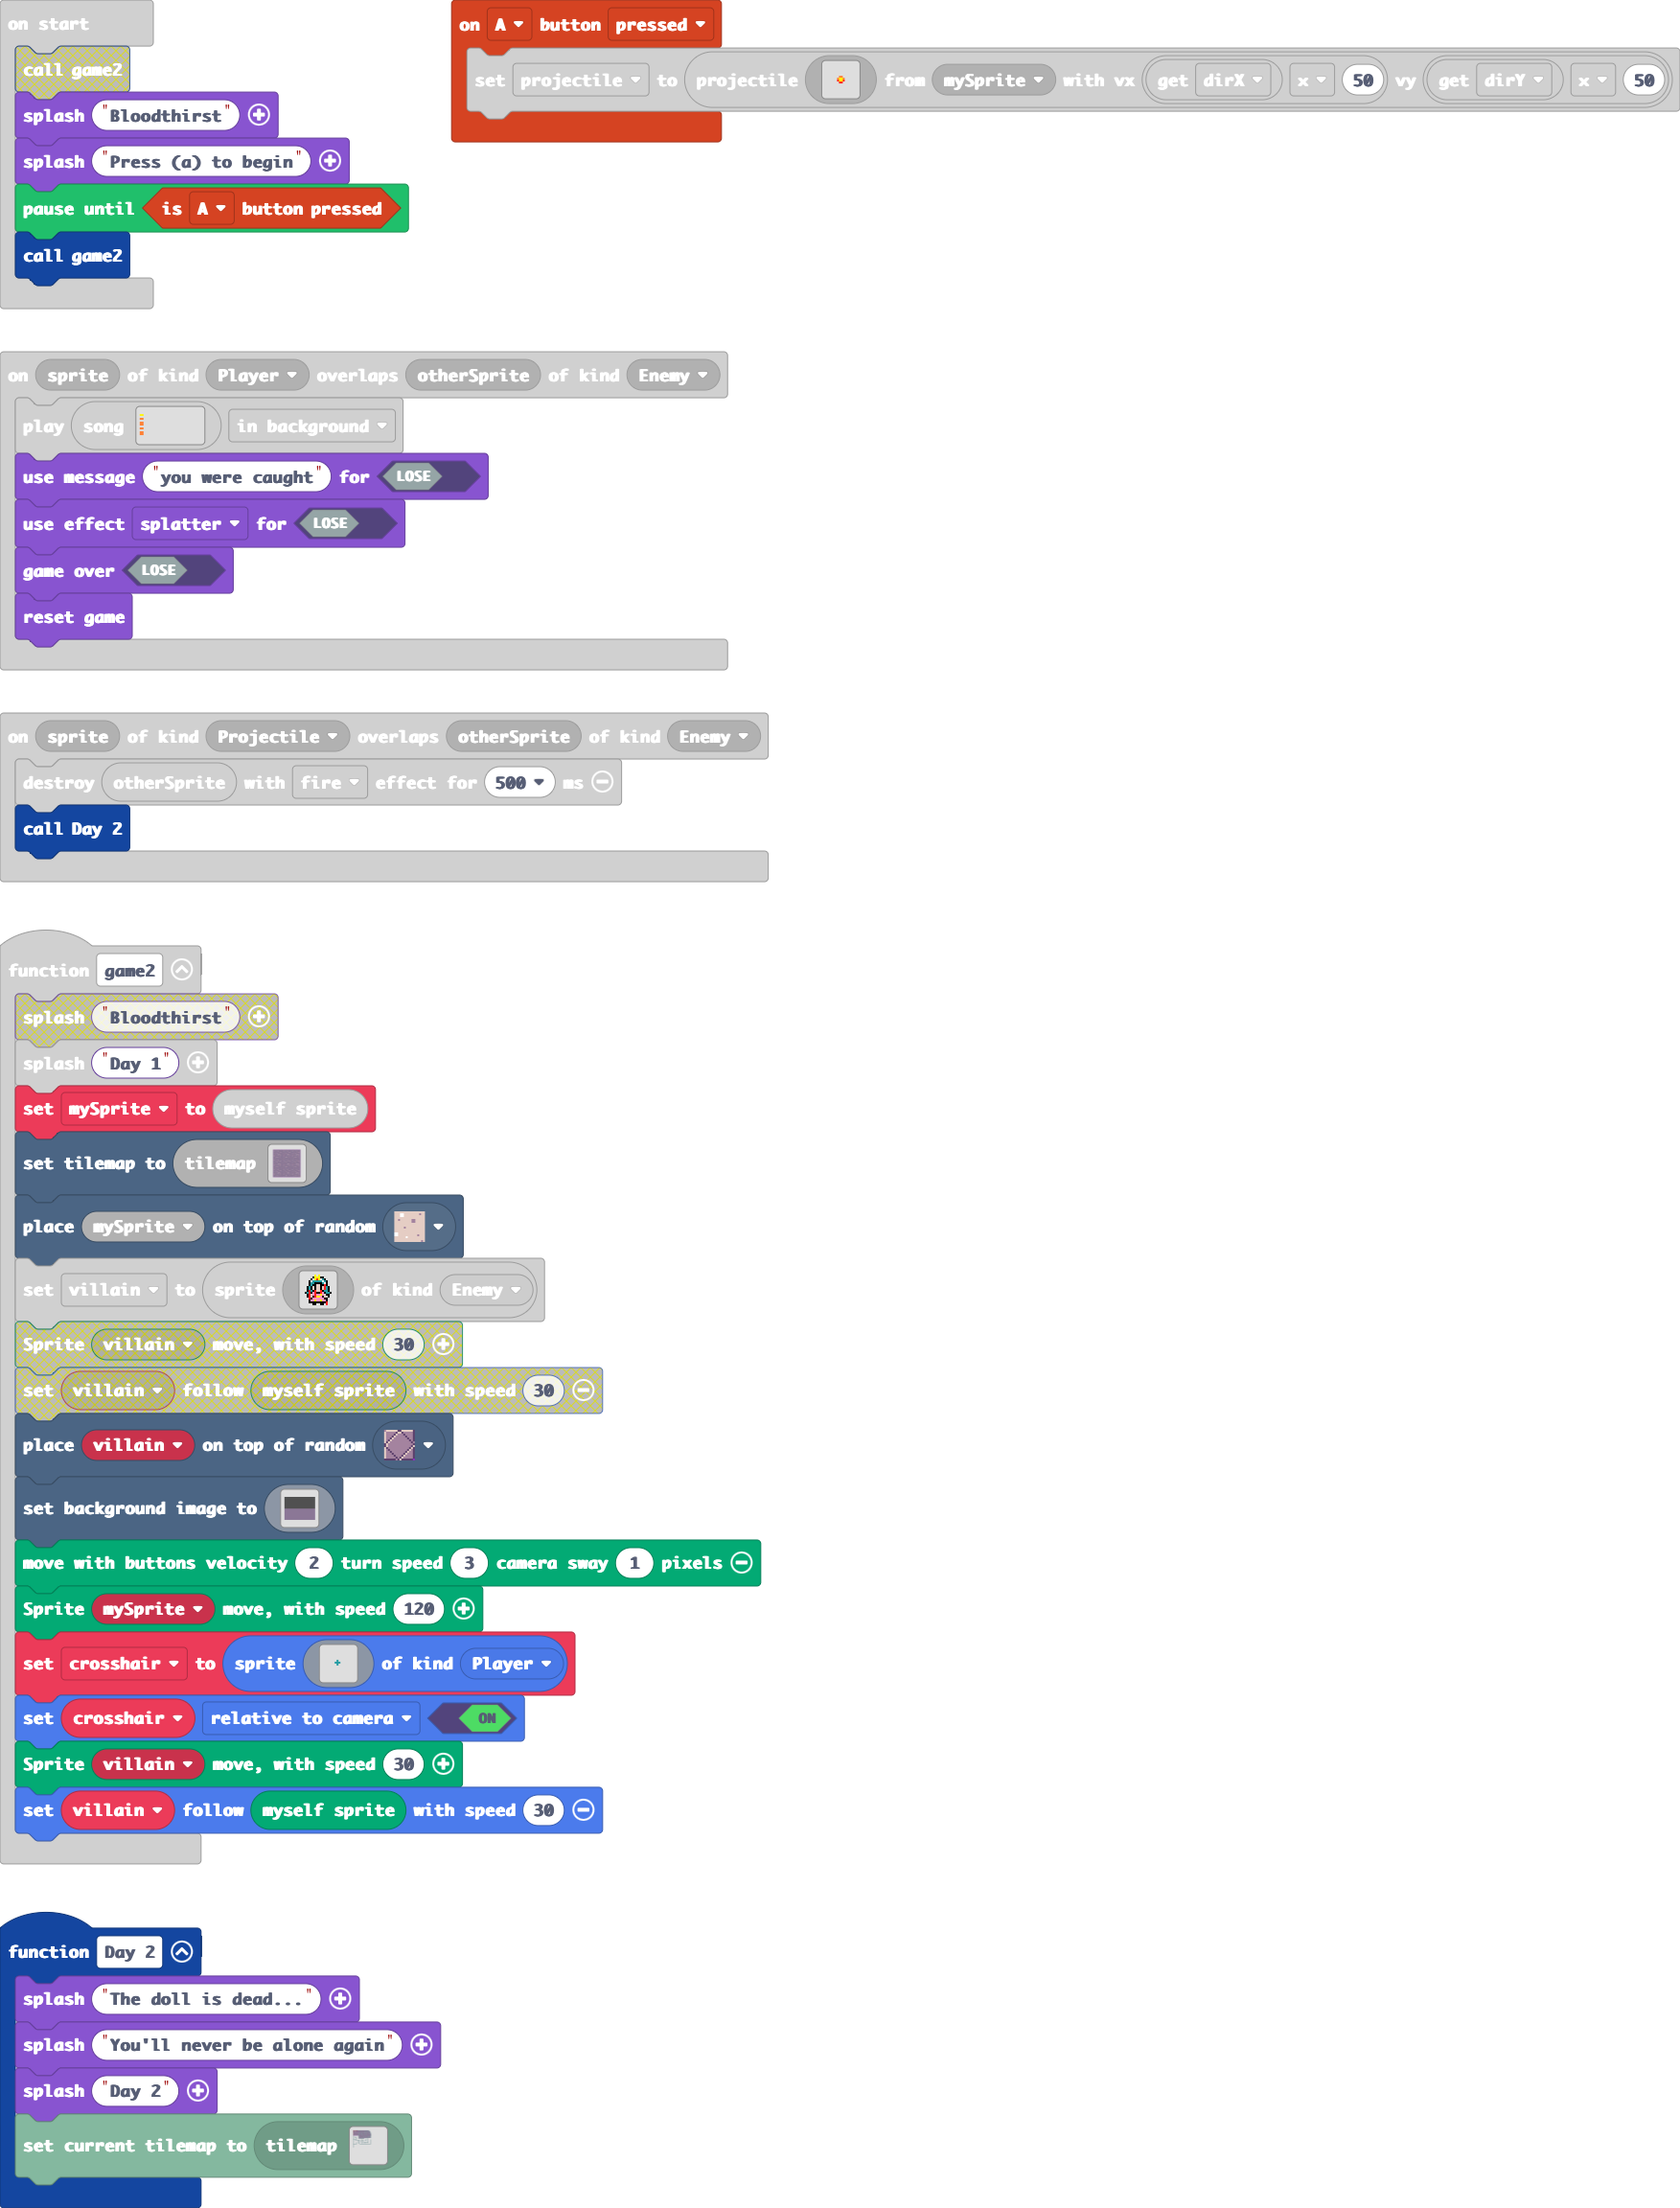 on start
call game2
splash "Bloodthirst"
splash "Press (a) to begin"
pause until is A button pressed
call game2
on A button pressed
set projectile to projectile from mySprite with vx get dirX x 50 vy get dirY x 50
on sprite of kind Player overlaps otherSprite of kind Enemy
play song in background
use message "you were caught" for LOSE
use effect splatter for LOSE
game over LOSE
reset game
on sprite of kind Projectile overlaps otherSprite of kind Enemy
destroy otherSprite with fire effect for 500 ms
call Day 2
function game2
splash "Bloodthirst"
splash "Day 1"
set mySprite to myself sprite
set tilemap to tilemap
place mySprite on top of random
set villain to sprite of kind Enemy
Sprite villain move, with speed 30
set villain follow myself sprite with speed 30
place villain on top of random
set background image to
move with buttons velocity 2 turn speed 3 camera sway 1 pixels
Sprite mySprite move, with speed 120
set crosshair to sprite of kind Player
set crosshair relative to camera ON
Sprite villain move, with speed 30
set villain follow myself sprite with speed 30
function Day 2
splash "The doll is dead..."
splash "You'll never be alone again"
splash "Day 2"
set current tilemap to tilemap